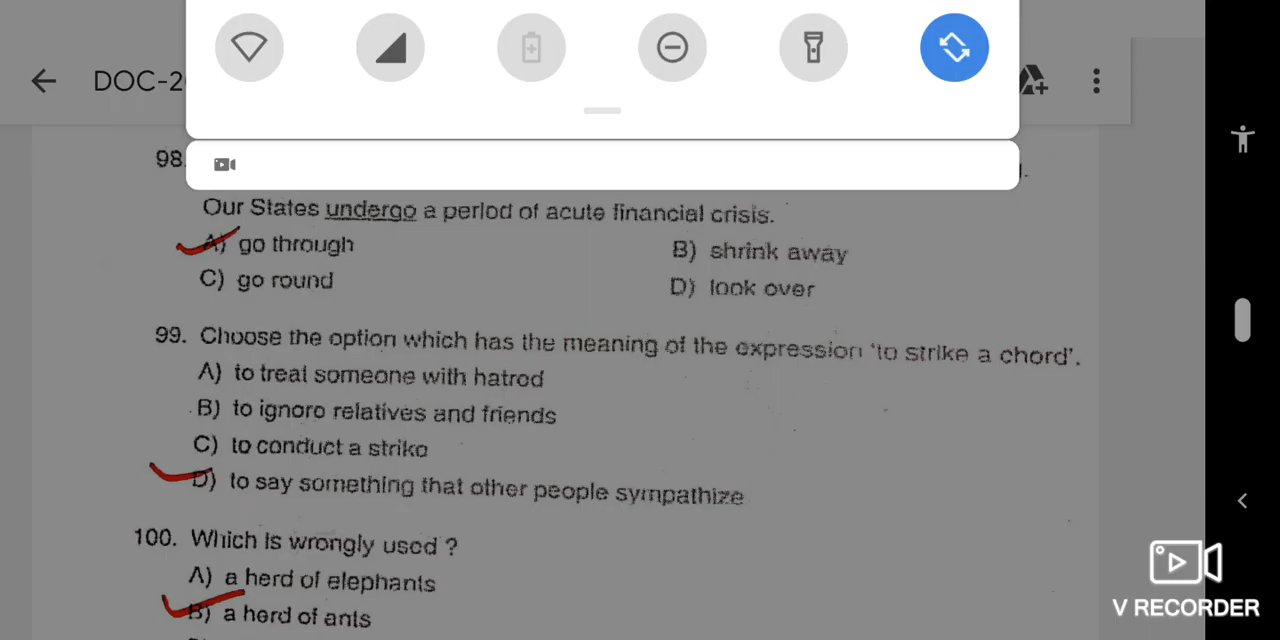 DOC-2
98.
Our States undergo a period of acute financial crisis.
A) go through
B) shrink away
C) go round
D) look over
99. Choose the option which has the meaning of the expression 'to strike a chord'.
A) to treat someone with hatred
B) to ignore relatives and friends
C) to conduct a strike
D) to say something that other people sympathize
100. Which is wrongly used ?
A) a herd of elephants
B) a herd of ants
V RECORDER